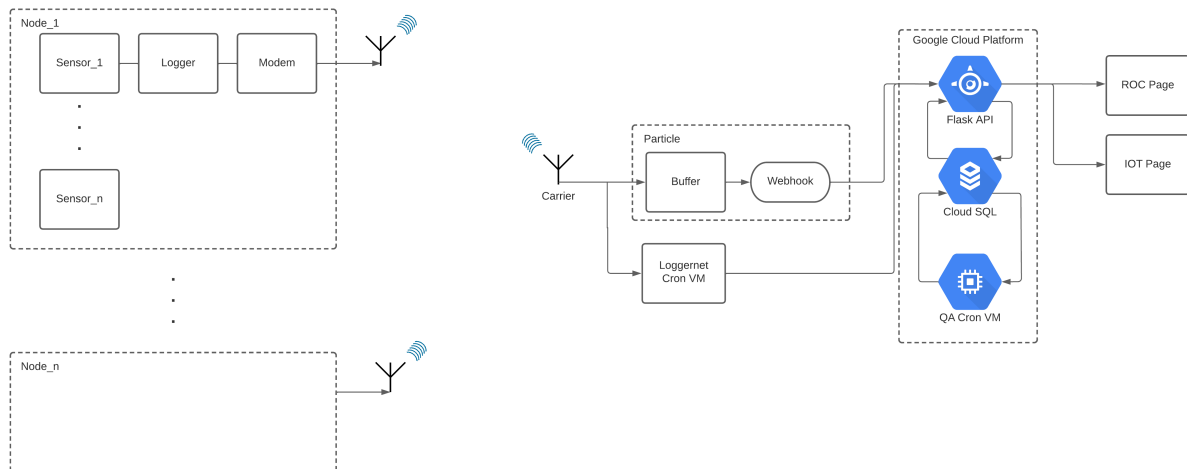 Node_1
Sensor_1
Logger
Modem
Sensor_n
Node_n
Carrier
Particle
Buffer
Webhook
Loggernet
Cron VM
Google Cloud Platform
Flask API
Cloud SQL
QA Cron VM
ROC Page
IOT Page